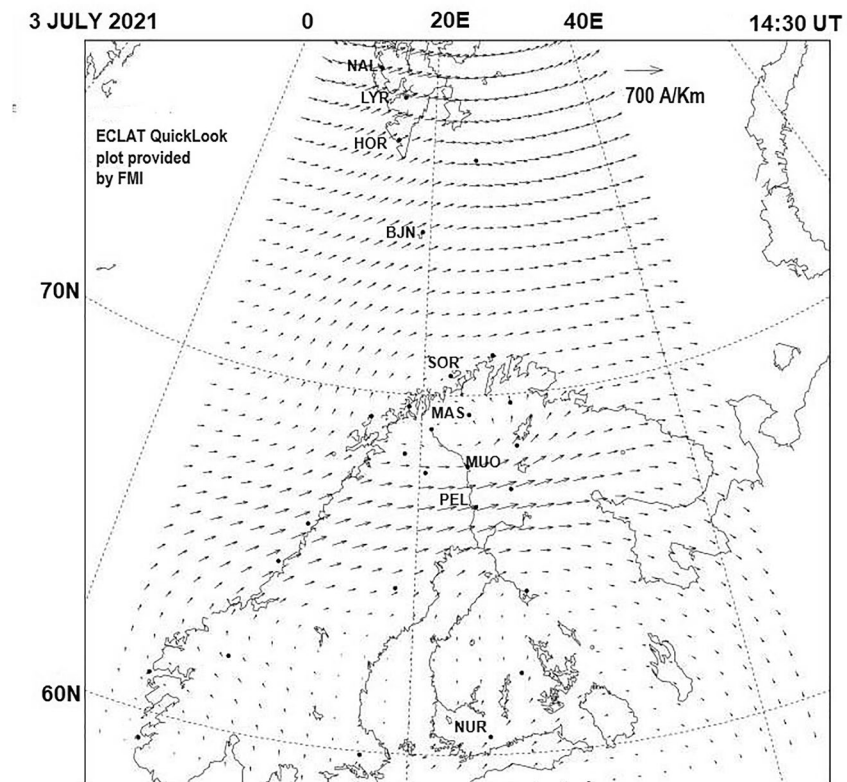 3 JULY 2021 0 20E 40E 14:30 UT
NAL
LYR
700 A/Km
ECLAT QuickLook
plot provided
by FMI
HOR
BJN
70N
SOR
MAS
MUO
PEL
60N
NUR